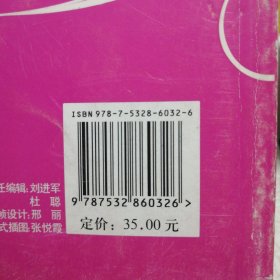 ISBN 978-7-5328-6032-6
任编辑:刘进军
杜 聪
帧设计:邢 丽
式插图:张悦霞
9 787532 860326 >
定价: 35.00 元